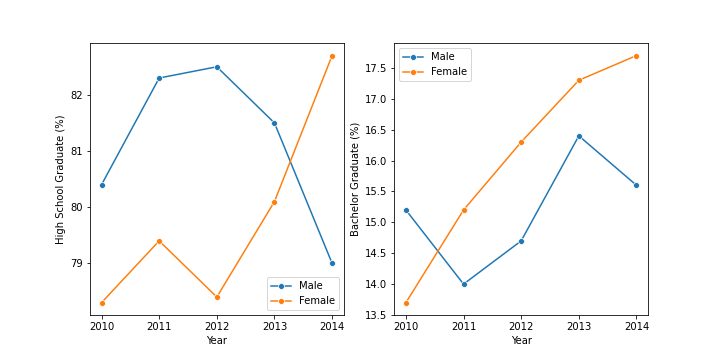 High School Graduate (%)
82
81
80
79
Male
Female
2010 2011 2012 2013 2014
Year
Bachelor Graduate (%)
Male
Female
17.5
17.0
16.5
16.0
15.5
15.0
14.5
14.0
13.5
2010 2011 2012 2013 2014
Year